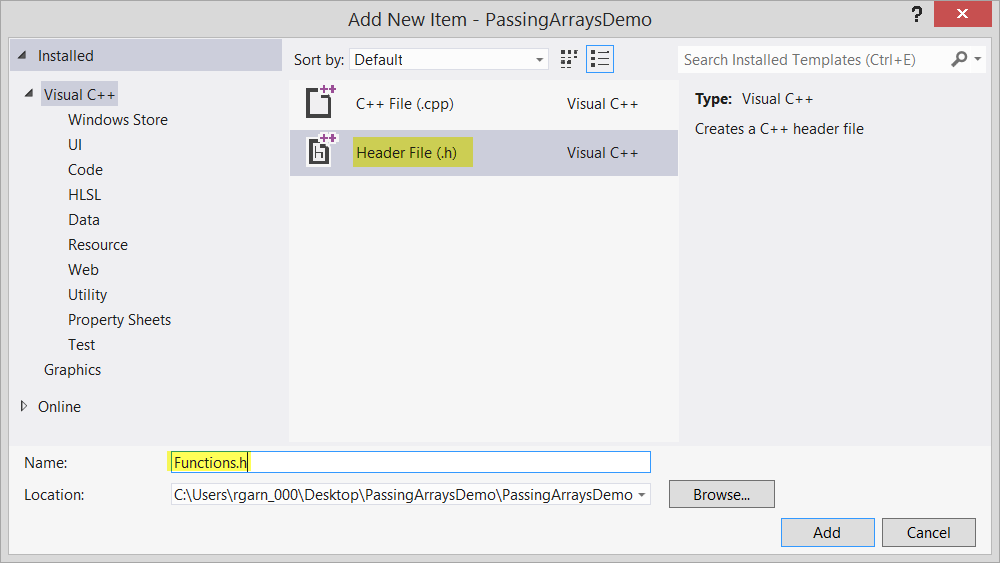 Add New Item - PassingArraysDemo
?
Installed
Sort by: Default
Search Installed Templates (Ctrl+E)
Visual C++
Windows Store
UI
Code
HLSL
Data
Resource
Web
Utility
Property Sheets
Test
Graphics
Online
++
C++ File (.cpp) Visual C++
++
h
Header File (.h) Visual C++
Type: Visual C++
Creates a C++ header file
Name: Functions.h
Location: C:\Users\rgarn_000\Desktop\PassingArraysDemo\PassingArraysDemo
Browse...
Add Cancel